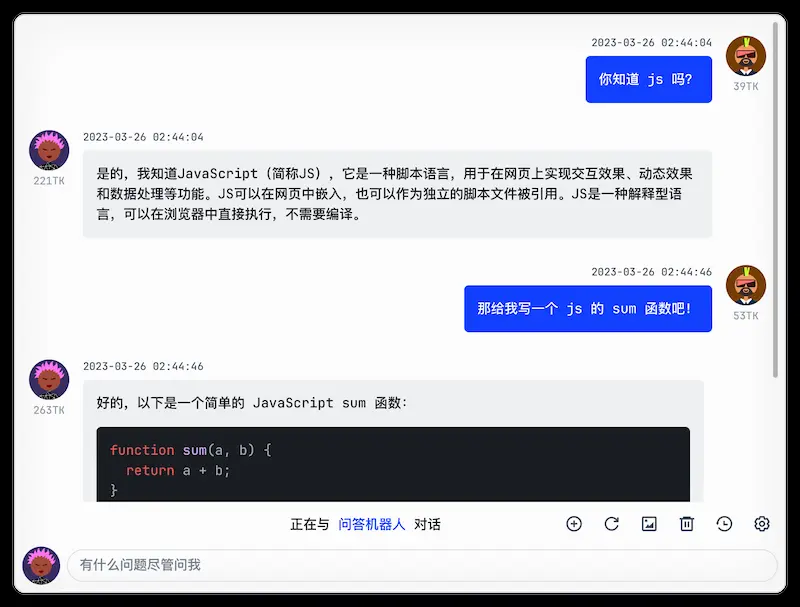 2023-03-26 02:44:04
你知道 js 吗?
39TK
2023-03-26 02:44:04
221TK
是的，我知道JavaScript（简称JS），它是一种脚本语言，用于在网页上实现交互效果、动态效果
和数据处理等功能。JS可以在网页中嵌入，也可以作为独立的脚本文件被引用。JS是一种解释型语
言，可以在浏览器中直接执行，不需要编译。
2023-03-26 02:44:46
那给我写一个 js 的 sum 函数吧!
53TK
2023-03-26 02:44:46
263TK
好的，以下是一个简单的 JavaScript sum 函数：
function sum(a, b) {
  return a + b;
}
正在与 问答机器人 对话
有什么问题尽管问我